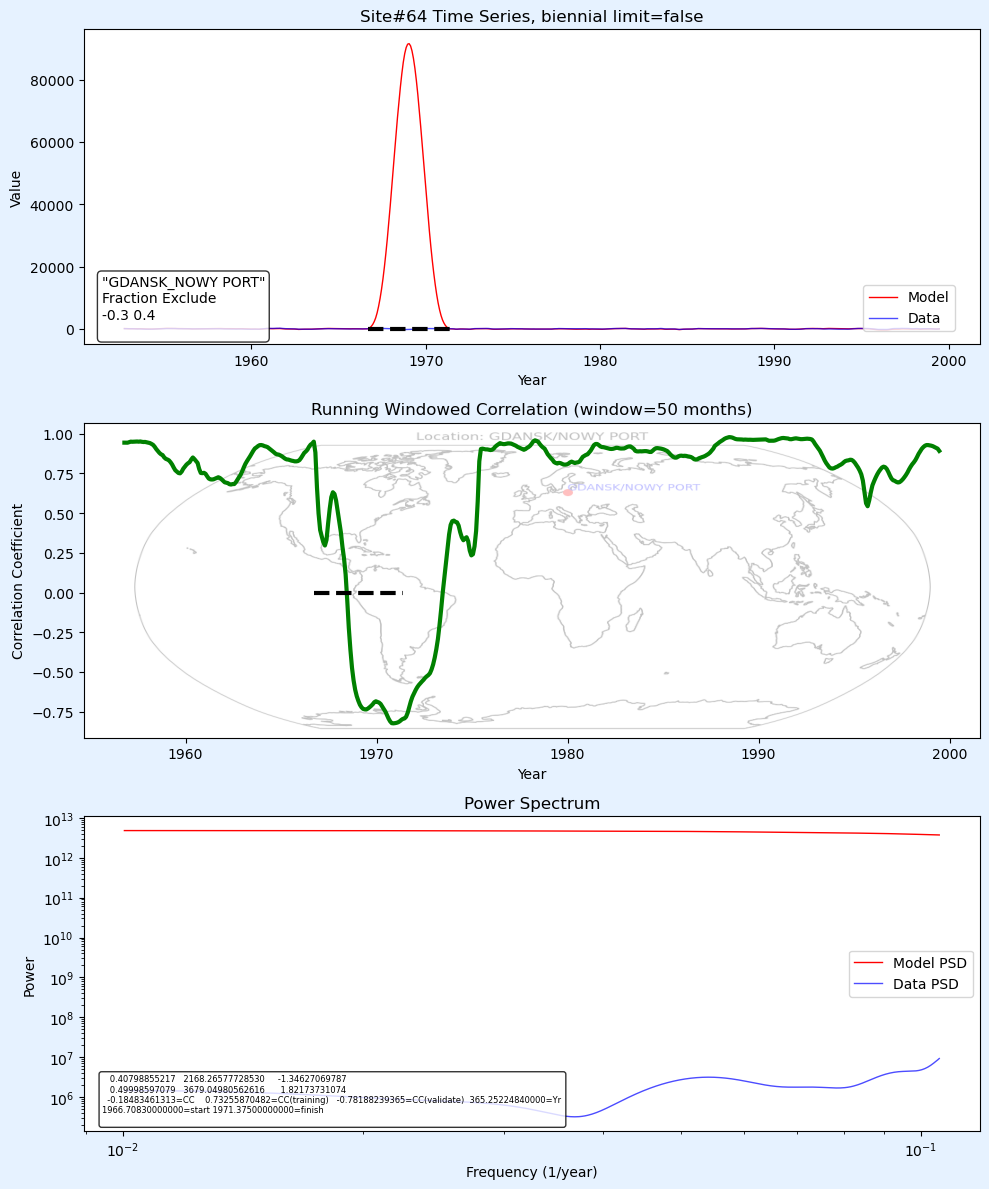 Site#64 Time Series, biennial limit=false
80000
60000
40000
20000
0
Value
"GDANSK_NOWY PORT"
Fraction Exclude
-0.3 0.4
Model
Data
1960 1970 1980 1990 2000
Year
Running Windowed Correlation (window=50 months)
Location: GDANSK/NOWY PORT
GDANSK/NOWY PORT
1.00
0.75
0.50
0.25
0.00
−0.25
−0.50
−0.75
Correlation Coefficient
1960 1970 1980 1990 2000
Year
Power Spectrum
10^13
10^12
10^11
10^10
10^9
10^8
10^7
10^6
Power
Model PSD
Data PSD
0.40798855217 2168.26577728530 -1.34627069787
0.49998597079 3679.04980562616 1.82173731074
-0.18483461313=CC 0.73255870482=CC(training) -0.78188239365=CC(validate) 365.25224840000=Yr
1966.70830000000=start 1971.37500000000=finish
10^−2 10^−1
Frequency (1/year)